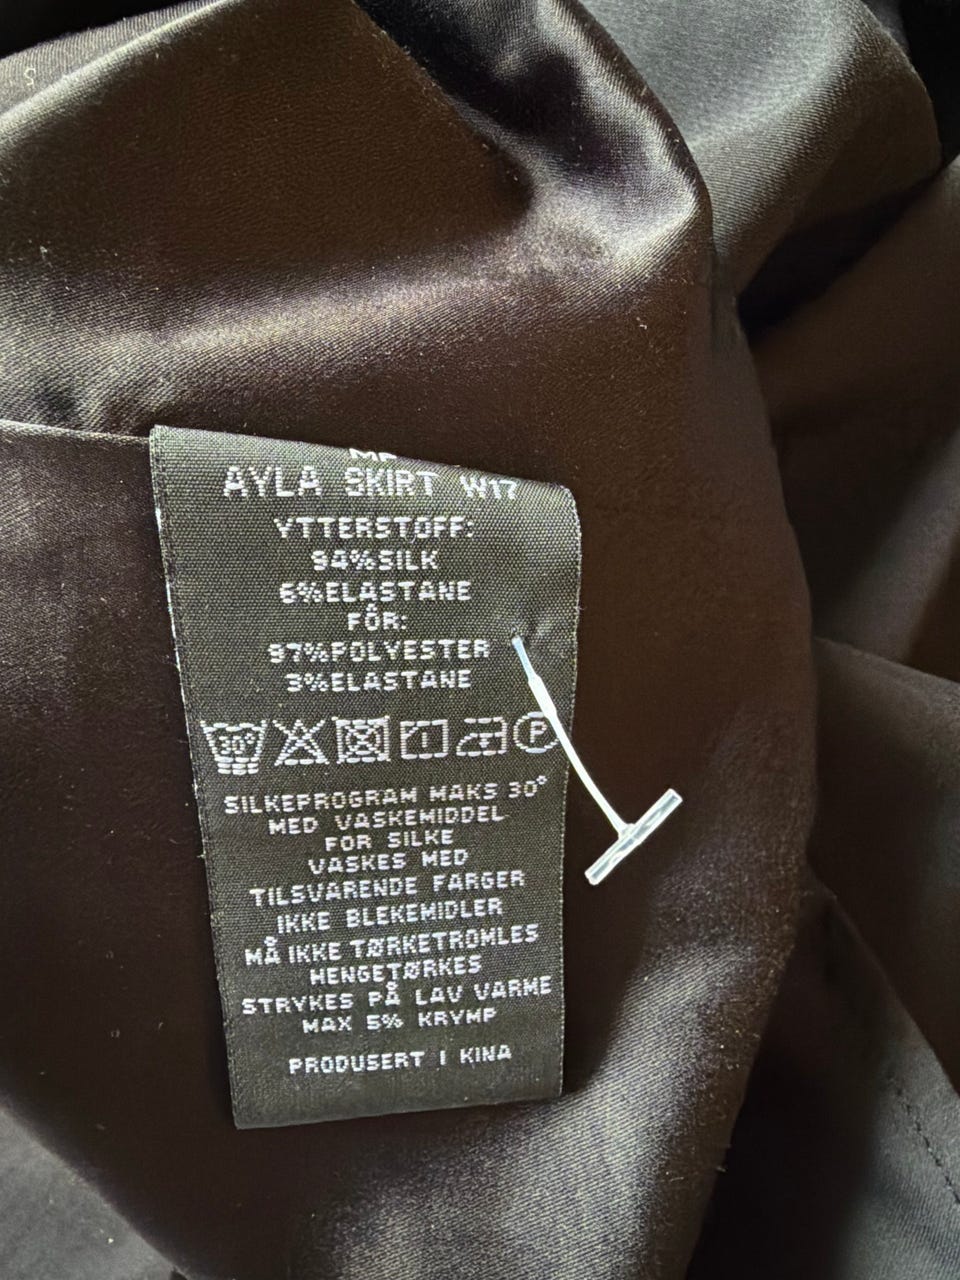 AYLA SKIRT W17
YTTERSTOFF:
94%SILK
6%ELASTANE
FÔR:
97%POLYESTER
3%ELASTANE
30° P
SILKEPROGRAM MAKS 30°
MED VASKEMIDDEL
FOR SILKE
VASKES MED
TILSVARENDE FARGER
IKKE BLEKEMIDLER
MÅ IKKE TØRKETROMLES
HENGETØRKES
STRYKES PÅ LAV VARME
MAX 5% KRYMP
PRODUSERT I KINA